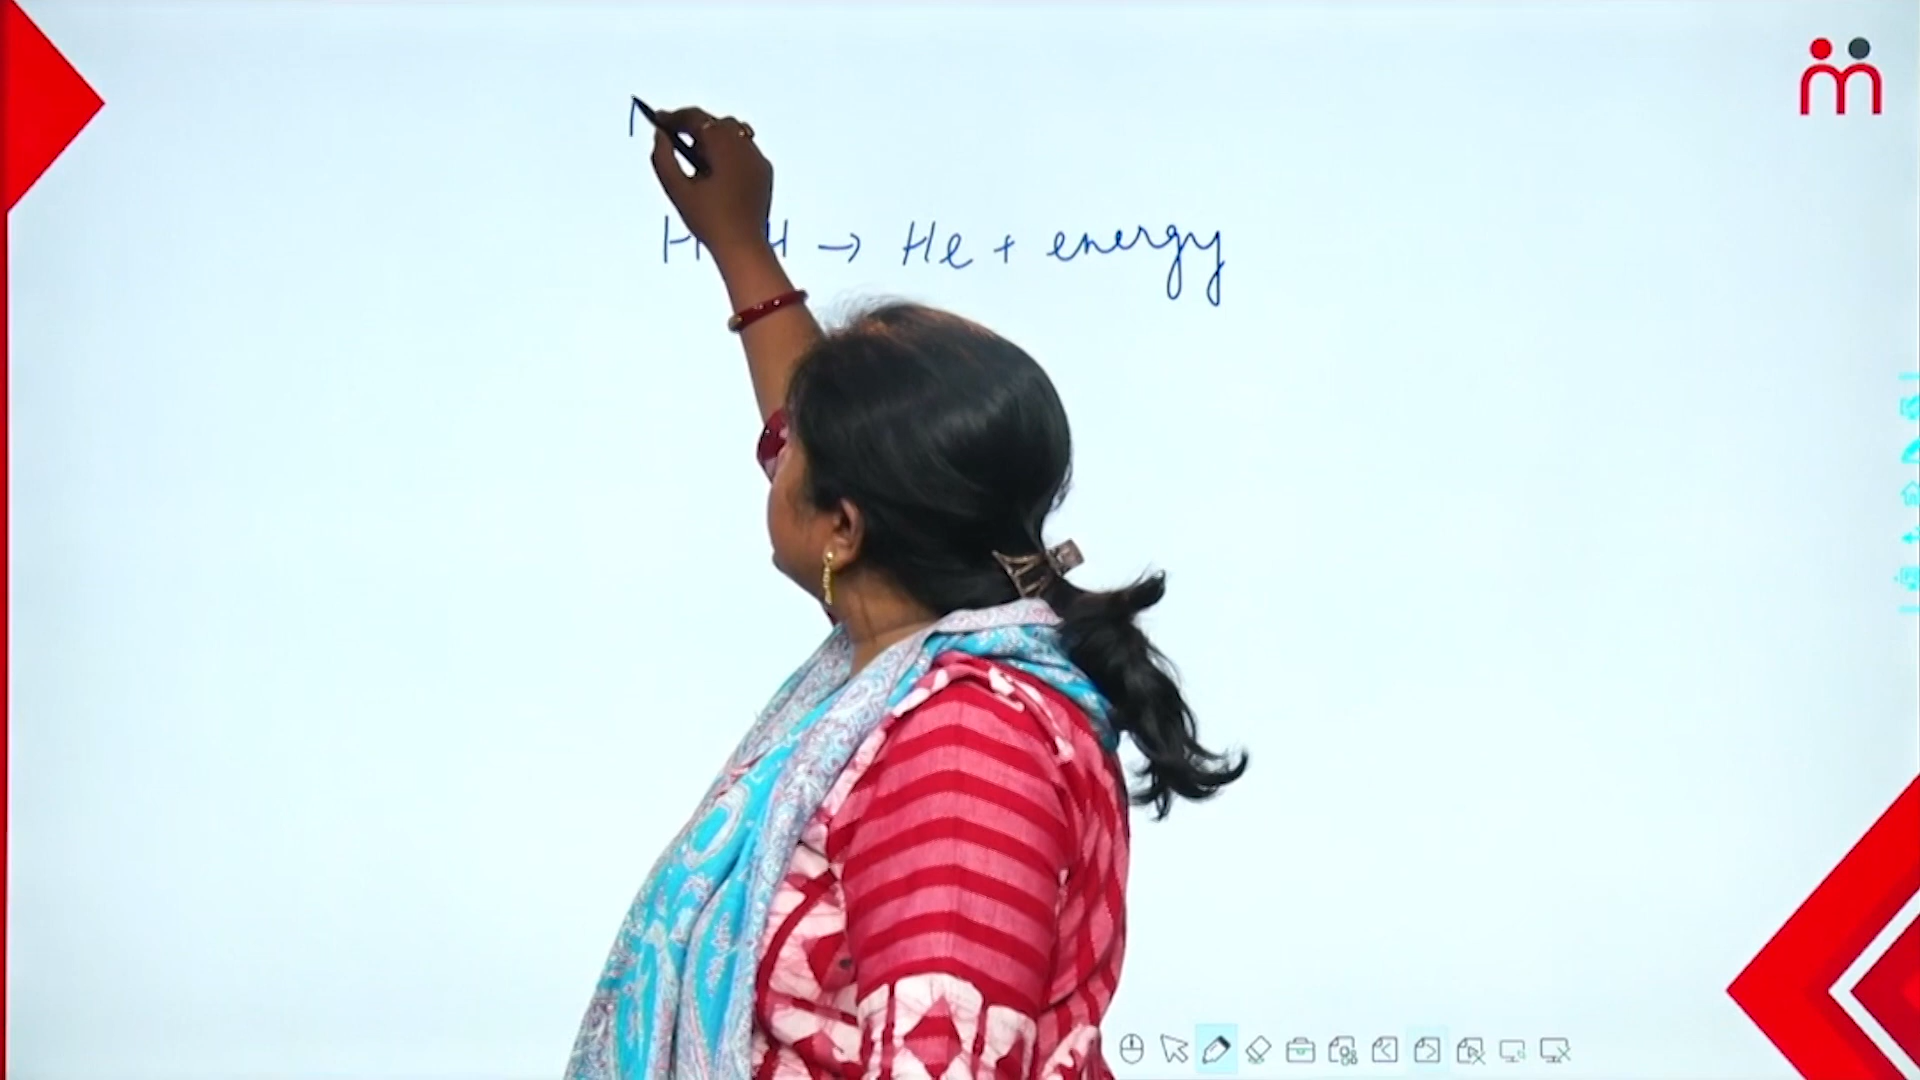 H H → He + energy